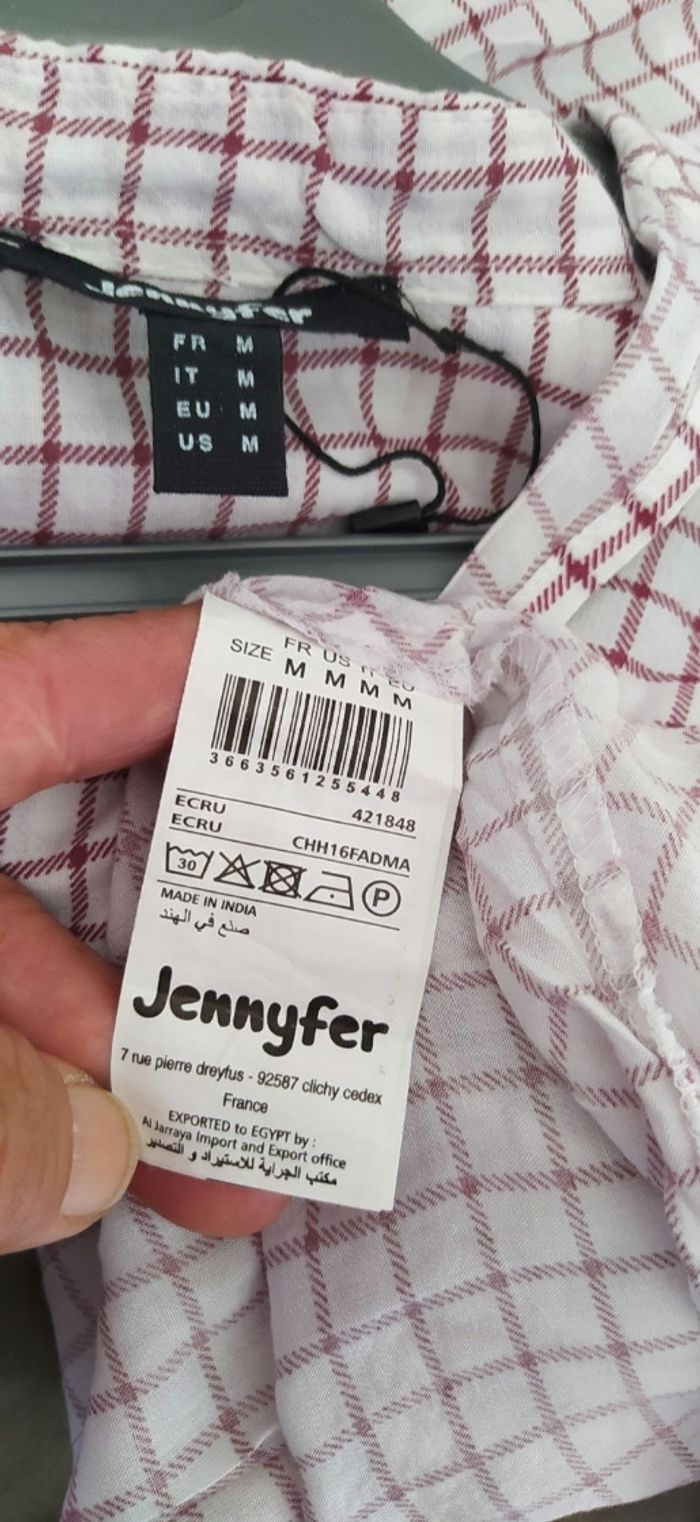 Jennyfer
FR M
IT M
EU M
US M
SIZE FR US IT EU
M M M M
3663561255448
ECRU 421848
ECRU CHH16FADMA
30 P
MADE IN INDIA
صنع في الهند
Jennyfer
7 rue pierre dreyfus - 92587 clichy cedex
France
EXPORTED to EGYPT by :
Al Jarraya Import and Export office
مكتب الجراية للاستيراد و التصدير